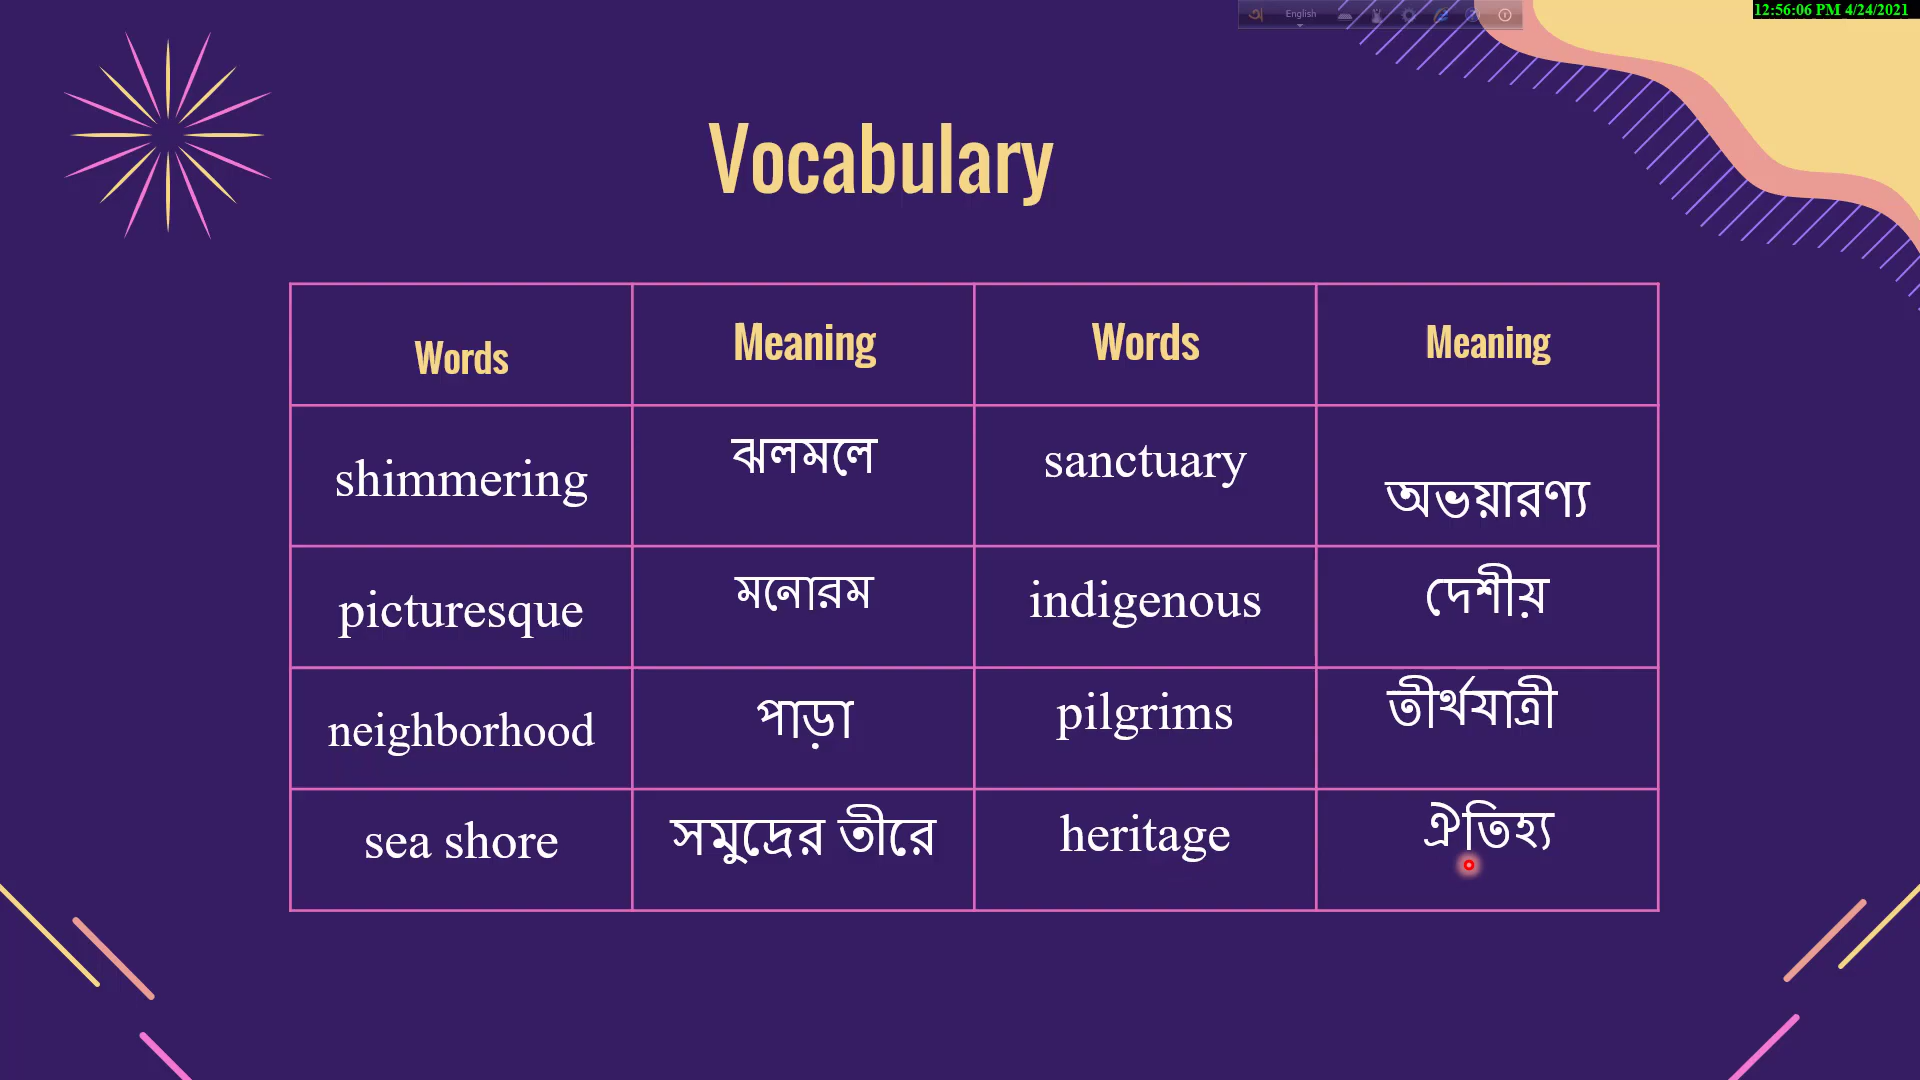 English
12:56:06 PM 4/24/2021
Vocabulary
Words Meaning Words Meaning
shimmering ঝলমলে sanctuary অভয়ারণ্য
picturesque মনোরম indigenous দেশীয়
neighborhood পাড়া pilgrims তীর্থযাত্রী
sea shore সমুদ্রের তীরে heritage ঐতিহ্য